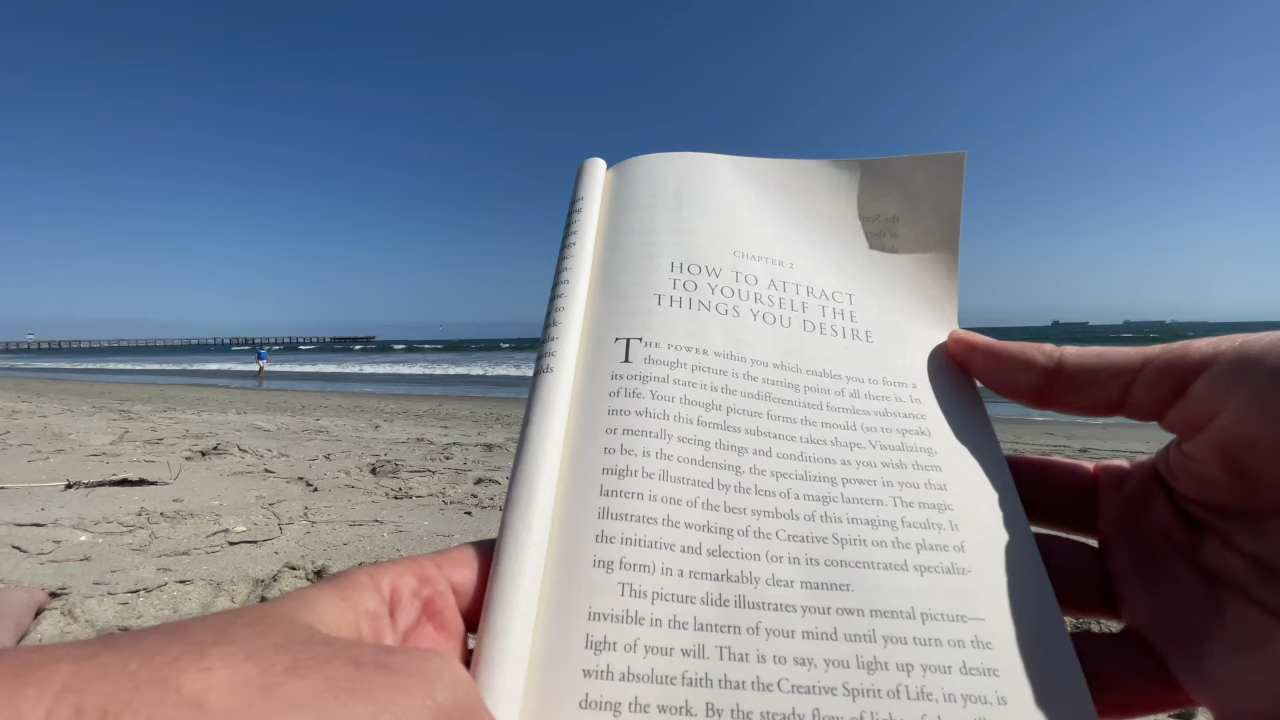 CHAPTER 2
HOW TO ATTRACT
TO YOURSELF THE
THINGS YOU DESIRE
THE POWER within you which enables you to form a
thought picture is the starting point of all there is. In
its original state it is the undifferentiated formless substance
of life. Your thought picture forms the mould (so to speak)
into which this formless substance takes shape. Visualizing,
or mentally seeing things and conditions as you wish them
to be, is the condensing, the specializing power in you that
might be illustrated by the lens of a magic lantern. The magic
lantern is one of the best symbols of this imaging faculty. It
illustrates the working of the Creative Spirit on the plane of
the initiative and selection (or in its concentrated specializ-
ing form) in a remarkably clear manner.
This picture slide illustrates your own mental picture—
invisible in the lantern of your mind until you turn on the
light of your will. That is to say, you light up your desire
with absolute faith that the Creative Spirit of Life, in you, is
doing the work. By the steady flow of light